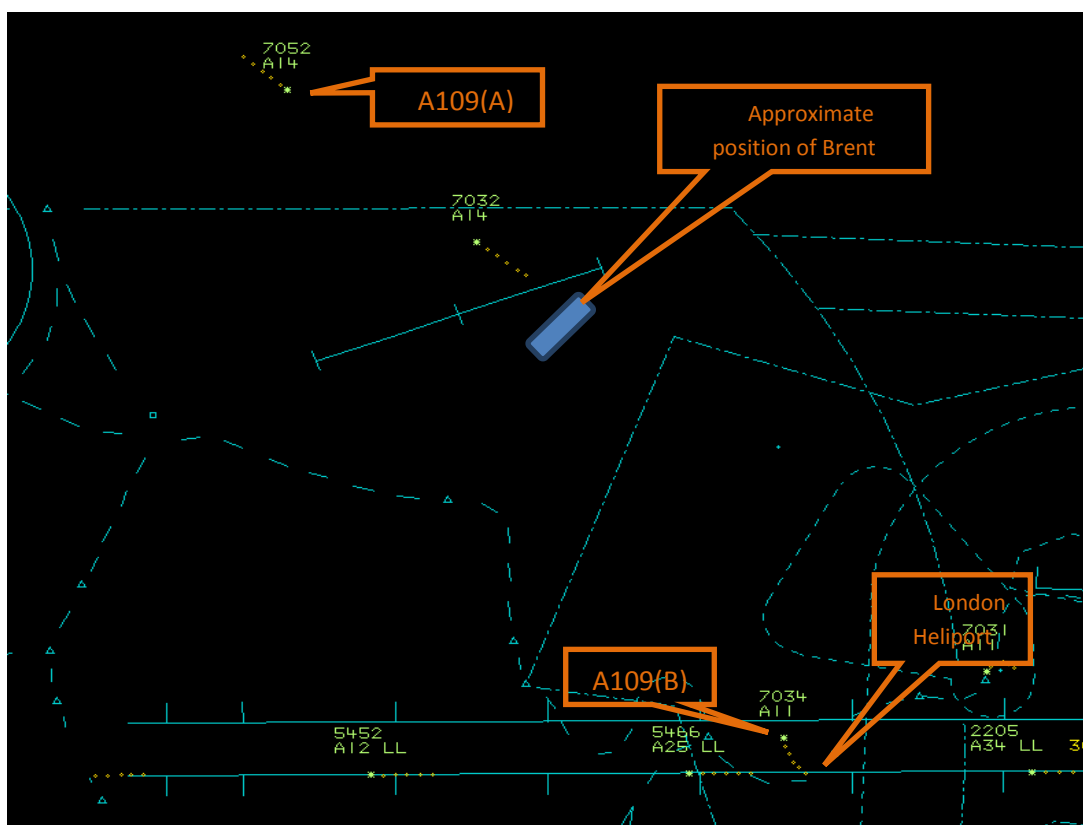 7052
A14
A109(A)
Approximate
position of Brent
7032
A14
London
Heliport
7031
A11
A109(B)
7034
A11
5452
A12 LL
5466
A25 LL
2205
A34 LL